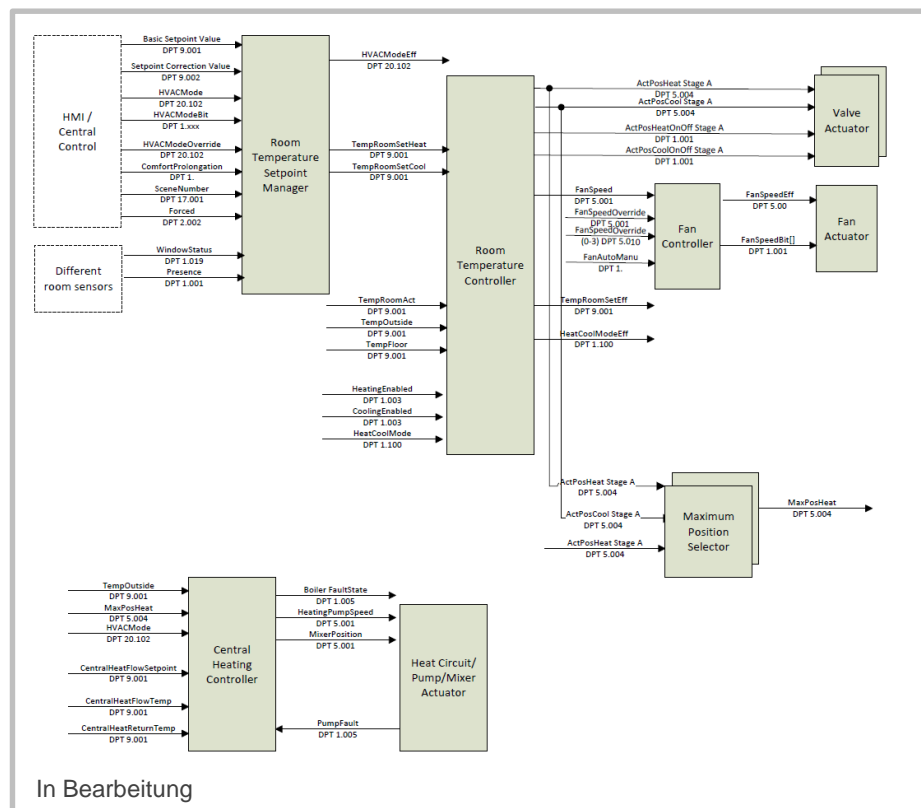 HMI /
Central
Control
Basic Setpoint Value
DPT 9.001
Setpoint Correction Value
DPT 9.002
HVACMode
DPT 20.102
HVACModeBit
DPT 1.xxx
HVACModeOverride
DPT 20.102
ComfortProlongation
DPT 1.
SceneNumber
DPT 17.001
Forced
DPT 2.002
Different
room sensors
WindowStatus
DPT 1.019
Presence
DPT 1.001
Room
Temperature
Setpoint
Manager
HVACModeEff
DPT 20.102
TempRoomSetHeat
DPT 9.001
TempRoomSetCool
DPT 9.001
TempRoomAct
DPT 9.001
TempOutside
DPT 9.001
TempFloor
DPT 9.001
HeatingEnabled
DPT 1.003
CoolingEnabled
DPT 1.003
HeatCoolMode
DPT 1.100
Room
Temperature
Controller
ActPosHeat Stage A
DPT 5.004
ActPosCool Stage A
DPT 5.004
ActPosHeatOnOff Stage A
DPT 1.001
ActPosCoolOnOff Stage A
DPT 1.001
Valve
Actuator
FanSpeed
DPT 5.001
FanSpeedOverride
DPT 5.001
FanSpeedOverride
(0-3) DPT 5.010
FanAutoManu
DPT 1.
Fan
Controller
FanSpeedEff
DPT 5.00
FanSpeedBit[]
DPT 1.001
Fan
Actuator
TempRoomSetEff
DPT 9.001
HeatCoolModeEff
DPT 1.100
ActPosHeat Stage A
DPT 5.004
ActPosCool Stage A
DPT 5.004
ActPosHeat Stage A
DPT 5.004
Maximum
Position
Selector
MaxPosHeat
DPT 5.004
TempOutside
DPT 9.001
MaxPosHeat
DPT 5.004
HVACMode
DPT 20.102
CentralHeatFlowSetpoint
DPT 9.001
CentralHeatFlowTemp
DPT 9.001
CentralHeatReturnTemp
DPT 9.001
Central
Heating
Controller
Boiler FaultState
DPT 1.005
HeatingPumpSpeed
DPT 5.001
MixerPosition
DPT 5.001
PumpFault
DPT 1.005
Heat Circuit/
Pump/Mixer
Actuator
In Bearbeitung